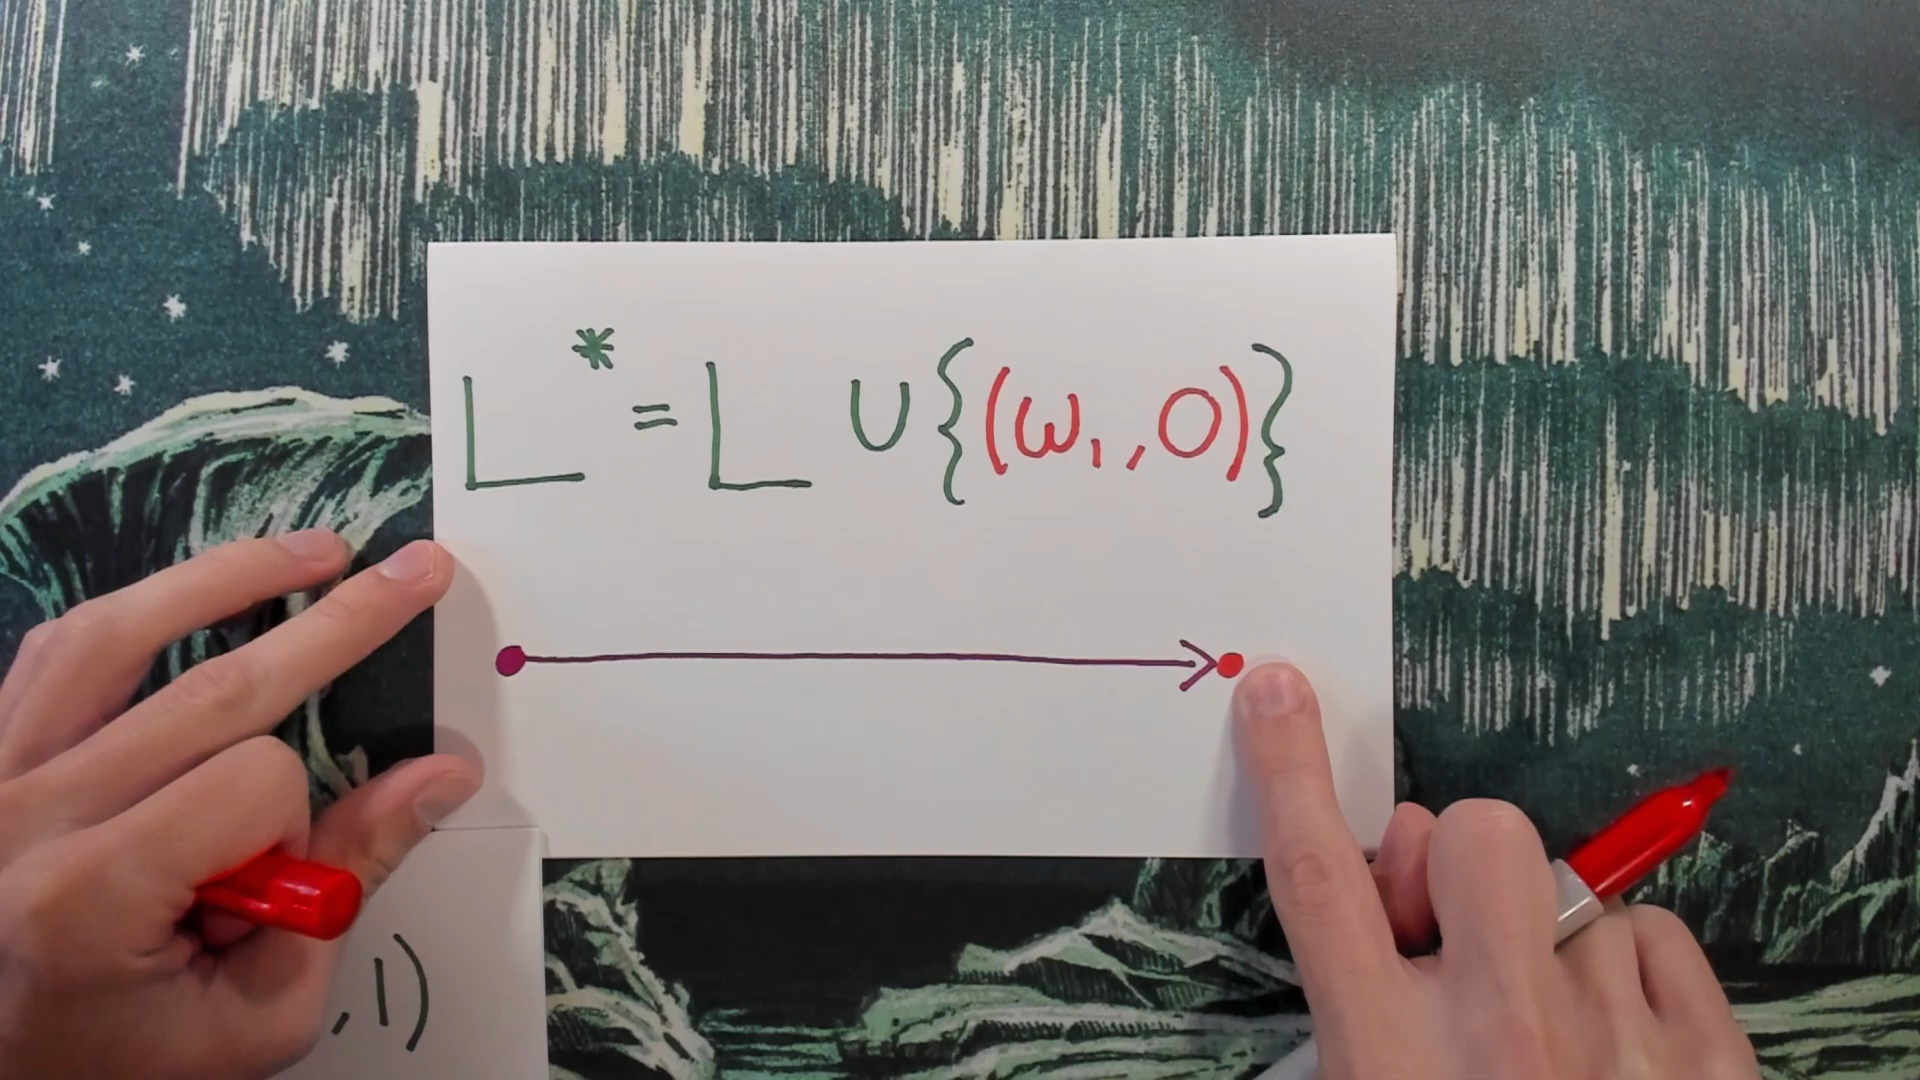 L* = L ∪ {(ω₁, 0)}
, 1)